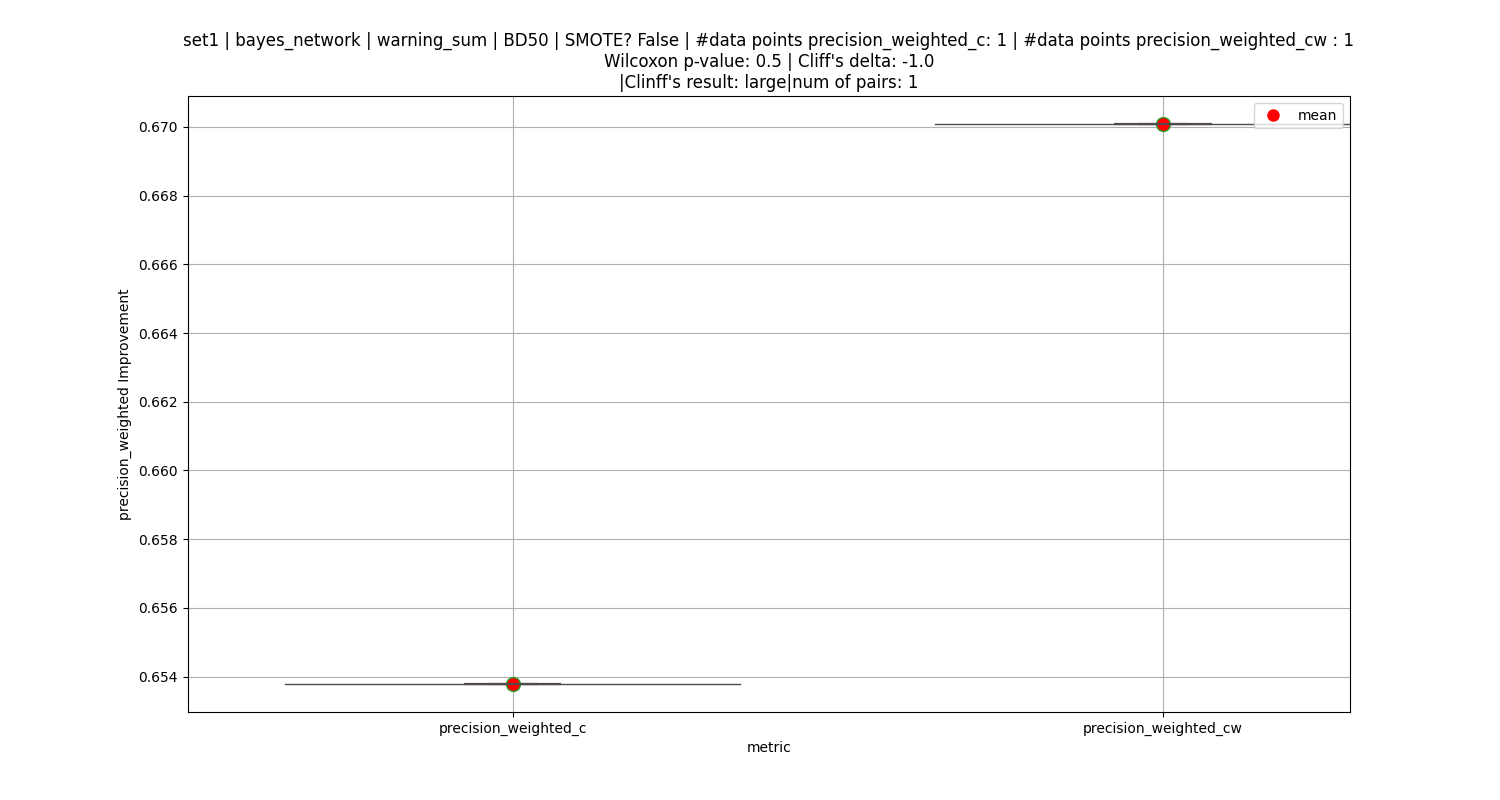 set1 | bayes_network | warning_sum | BD50 | SMOTE? False | #data points precision_weighted_c: 1 | #data points precision_weighted_cw : 1
Wilcoxon p-value: 0.5 | Cliff's delta: -1.0
|Clinff's result: large|num of pairs: 1
mean
0.670
0.668
0.666
0.664
0.662
0.660
0.658
0.656
0.654
precision_weighted Improvement
precision_weighted_c
precision_weighted_cw
metric